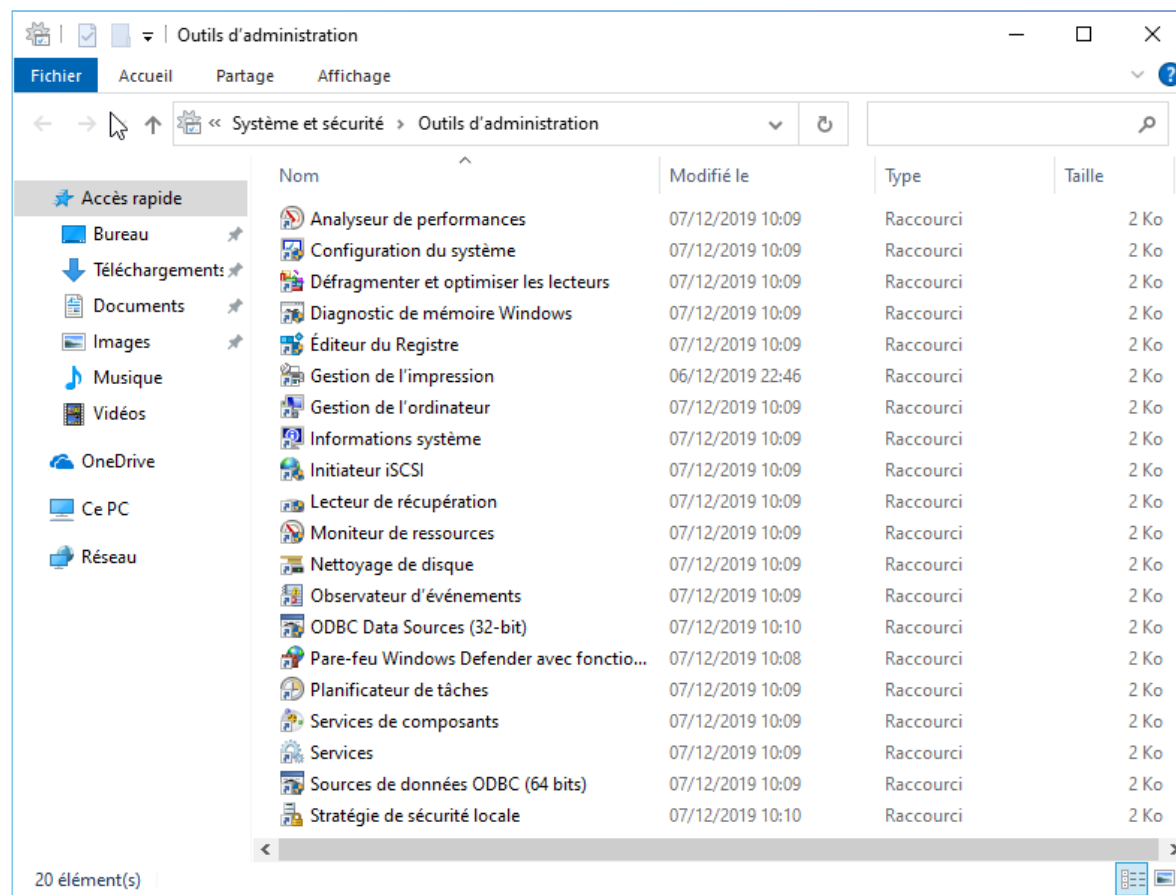 Outils d'administration
Fichier Accueil Partage Affichage ?
« Système et sécurité > Outils d'administration
Nom Modifié le Type Taille
Accès rapide
Bureau
Téléchargements
Documents
Images
Musique
Vidéos
OneDrive
Ce PC
Réseau
Analyseur de performances 07/12/2019 10:09 Raccourci 2 Ko
Configuration du système 07/12/2019 10:09 Raccourci 2 Ko
Défragmenter et optimiser les lecteurs 07/12/2019 10:09 Raccourci 2 Ko
Diagnostic de mémoire Windows 07/12/2019 10:09 Raccourci 2 Ko
Éditeur du Registre 07/12/2019 10:09 Raccourci 2 Ko
Gestion de l'impression 06/12/2019 22:46 Raccourci 2 Ko
Gestion de l'ordinateur 07/12/2019 10:09 Raccourci 2 Ko
Informations système 07/12/2019 10:09 Raccourci 2 Ko
Initiateur iSCSI 07/12/2019 10:09 Raccourci 2 Ko
Lecteur de récupération 07/12/2019 10:09 Raccourci 2 Ko
Moniteur de ressources 07/12/2019 10:09 Raccourci 2 Ko
Nettoyage de disque 07/12/2019 10:09 Raccourci 2 Ko
Observateur d'événements 07/12/2019 10:09 Raccourci 2 Ko
ODBC Data Sources (32-bit) 07/12/2019 10:10 Raccourci 2 Ko
Pare-feu Windows Defender avec fonctio... 07/12/2019 10:08 Raccourci 2 Ko
Planificateur de tâches 07/12/2019 10:09 Raccourci 2 Ko
Services de composants 07/12/2019 10:09 Raccourci 2 Ko
Services 07/12/2019 10:09 Raccourci 2 Ko
Sources de données ODBC (64 bits) 07/12/2019 10:09 Raccourci 2 Ko
Stratégie de sécurité locale 07/12/2019 10:10 Raccourci 2 Ko
20 élément(s)